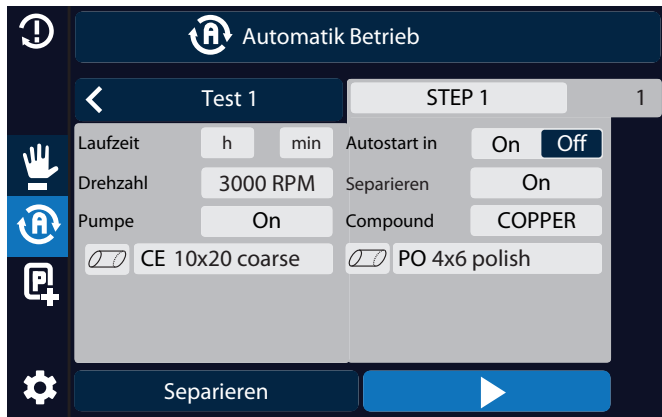 Automatik Betrieb
Test 1
STEP 1
1
Laufzeit h min
Autostart in On Off
Drehzahl 3000 RPM
Separieren On
Pumpe On
Compound COPPER
CE 10x20 coarse
PO 4x6 polish
Separieren